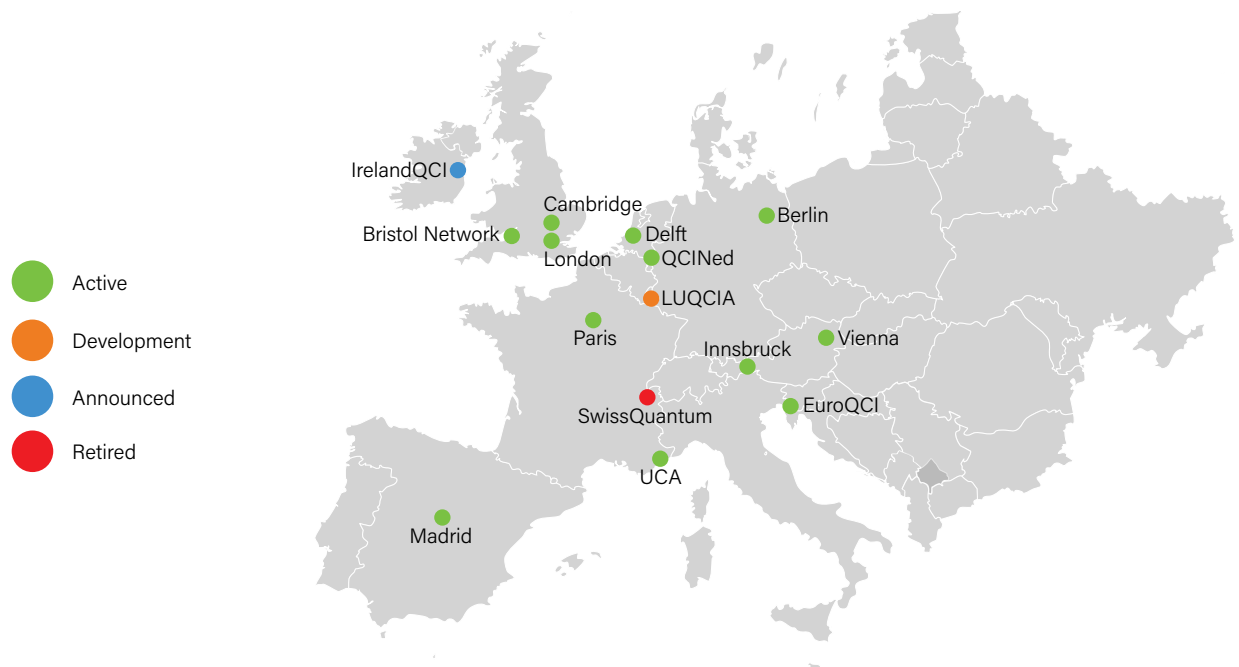 IrelandQCI
Cambridge
Bristol Network
London
Delft
Berlin
QCINed
LUQCIA
Paris
Innsbruck
Vienna
SwissQuantum
EuroQCI
UCA
Madrid
Active
Development
Announced
Retired